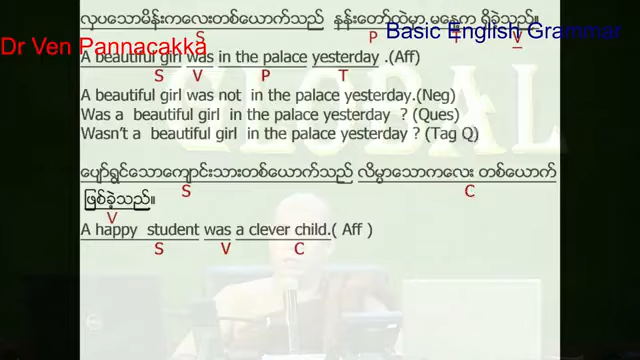 လှပသောမိန်းကလေးတစ်ယောက်သည် နန်းတော်ထဲမှာ မနေ့က ရှိခဲ့သည်။
S P T V
Dr Ven Pannacakka
Basic English Grammar
A beautiful girl was in the palace yesterday .(Aff)
S V P T
A beautiful girl was not in the palace yesterday.(Neg)
Was a beautiful girl in the palace yesterday ? (Ques)
Wasn't a beautiful girl in the palace yesterday ? (Tag Q)
GLOBAL
ပျော်ရွှင်သောကျောင်းသားတစ်ယောက်သည် လိမ္မာသောကလေး တစ်ယောက်
S C
ဖြစ်ခဲ့သည်။
V
A happy student was a clever child.( Aff )
S V C